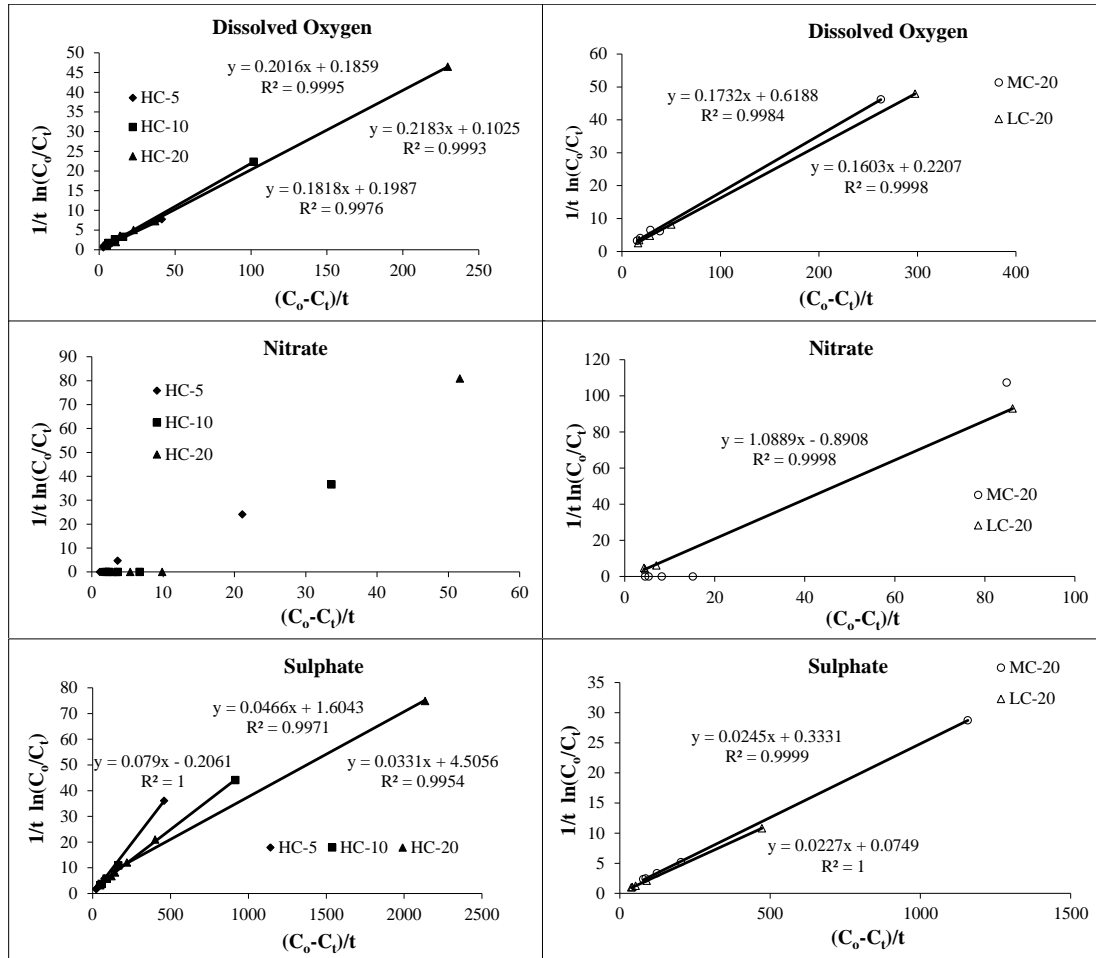 Dissolved Oxygen
50
45
40
35
30
25
20
15
10
5
0
0 50 100 150 200 250
1/t ln(Cₒ/Cₜ)
(Cₒ-Cₜ)/t
HC-5
HC-10
HC-20
y = 0.2016x + 0.1859
R² = 0.9995
y = 0.2183x + 0.1025
R² = 0.9993
y = 0.1818x + 0.1987
R² = 0.9976
Dissolved Oxygen
60
50
40
30
20
10
0
0 100 200 300 400
1/t ln(Cₒ/Cₜ)
(Cₒ-Cₜ)/t
MC-20
LC-20
y = 0.1732x + 0.6188
R² = 0.9984
y = 0.1603x + 0.2207
R² = 0.9998
Nitrate
90
80
70
60
50
40
30
20
10
0
0 10 20 30 40 50 60
1/t ln(Cₒ/Cₜ)
(Cₒ-Cₜ)/t
HC-5
HC-10
HC-20
Nitrate
120
100
80
60
40
20
0
0 20 40 60 80 100
1/t ln(Cₒ/Cₜ)
(Cₒ-Cₜ)/t
y = 1.0889x - 0.8908
R² = 0.9998
MC-20
LC-20
Sulphate
80
70
60
50
40
30
20
10
0
0 500 1000 1500 2000 2500
1/t ln(Cₒ/Cₜ)
(Cₒ-Cₜ)/t
y = 0.0466x + 1.6043
R² = 0.9971
y = 0.079x - 0.2061
R² = 1
y = 0.0331x + 4.5056
R² = 0.9954
HC-5 HC-10 HC-20
Sulphate
35
30
25
20
15
10
5
0
0 500 1000 1500
1/t ln(Cₒ/Cₜ)
(Cₒ-Cₜ)/t
MC-20
LC-20
y = 0.0245x + 0.3331
R² = 0.9999
y = 0.0227x + 0.0749
R² = 1